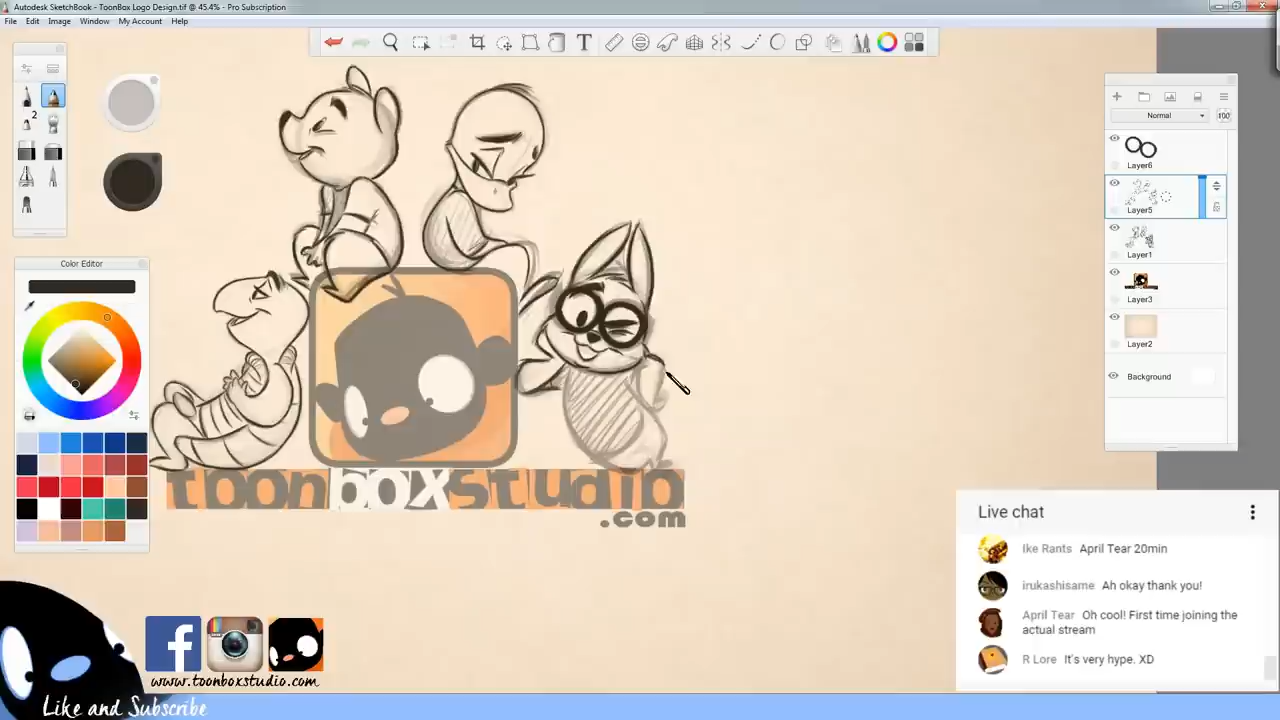 Autodesk SketchBook - ToonBox Logo Design.tif @ 45.4% - Pro Subscription
File Edit Image Window My Account Help
T
2
Normal
100
Layer6
Layer5
Layer1
Layer3
Layer2
Background
Color Editor
toonboxstudio
.com
Live chat
Ike Rants April Tear 20min
irukashisame Ah okay thank you!
April Tear Oh cool! First time joining the
actual stream
R Lore It's very hype. XD
www.toonboxstudio.com
Like and Subscribe